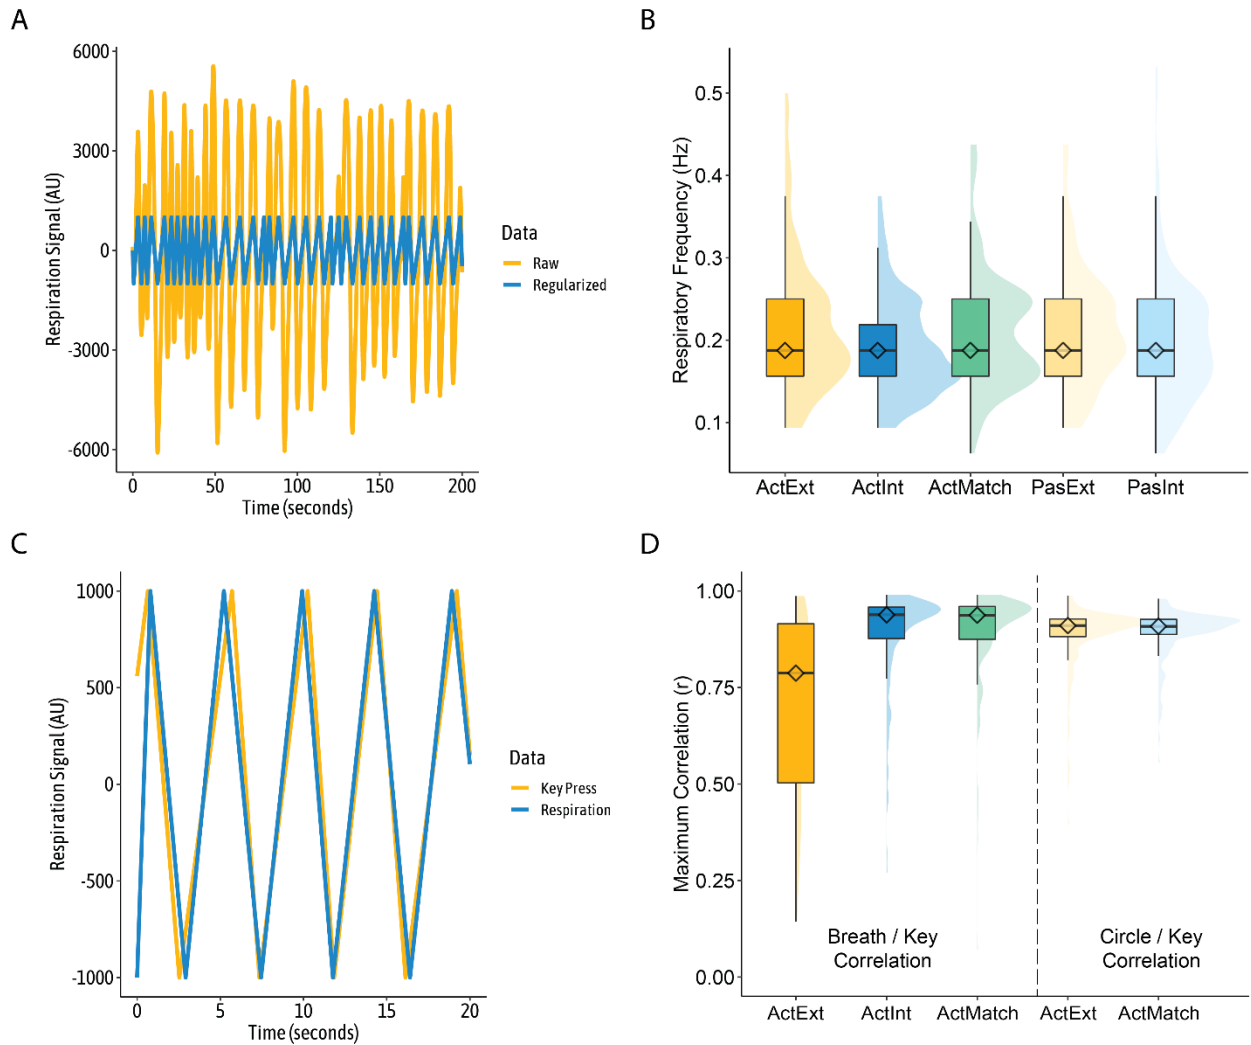 A
Respiration Signal (AU)
6000
3000
0
-3000
-6000
0 50 100 150 200
Time (seconds)
Data
Raw
Regularized
B
Respiratory Frequency (Hz)
0.5
0.4
0.3
0.2
0.1
ActExt ActInt ActMatch PasExt PasInt
C
Respiration Signal (AU)
1000
500
0
-500
-1000
0 5 10 15 20
Time (seconds)
Data
Key Press
Respiration
D
Maximum Correlation (r)
1.00
0.75
0.50
0.25
0.00
Breath / Key
Correlation
Circle / Key
Correlation
ActExt ActInt ActMatch ActExt ActMatch